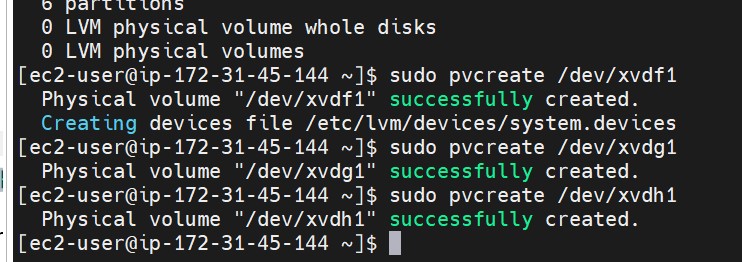 6 partitions
0 LVM physical volume whole disks
0 LVM physical volumes
[ec2-user@ip-172-31-45-144 ~]$ sudo pvcreate /dev/xvdf1
Physical volume "/dev/xvdf1" successfully created.
Creating devices file /etc/lvm/devices/system.devices
[ec2-user@ip-172-31-45-144 ~]$ sudo pvcreate /dev/xvdg1
Physical volume "/dev/xvdg1" successfully created.
[ec2-user@ip-172-31-45-144 ~]$ sudo pvcreate /dev/xvdh1
Physical volume "/dev/xvdh1" successfully created.
[ec2-user@ip-172-31-45-144 ~]$